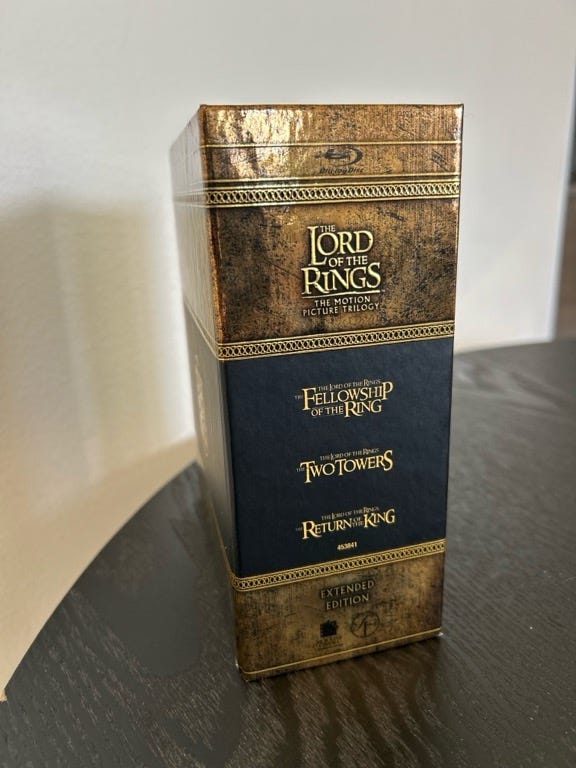 Blu-ray Disc
THE
LORD
OF THE
RINGS
THE MOTION
PICTURE TRILOGY
THE LORD OF THE RINGS
THE FELLOWSHIP
OF THE RING
THE LORD OF THE RINGS
THE TWO TOWERS
THE LORD OF THE RINGS
THE RETURN OF THE KING
453841
EXTENDED
EDITION